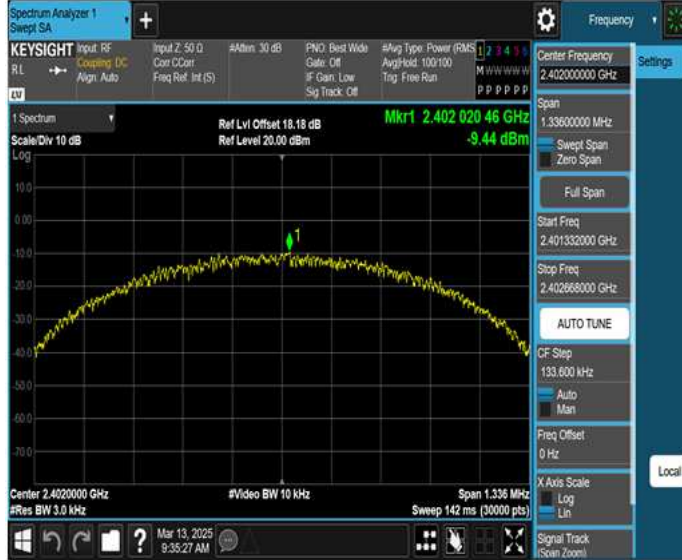 Spectrum Analyzer 1
Swept SA
+
Frequency
KEYSIGHT
RL
Input: RF
Coupling: DC
Align: Auto
Input Z: 50 Ω
Corr CCorr
Freq Ref: Int (S)
#Atten: 30 dB
PNO: Best Wide
Gate: Off
IF Gain: Low
Sig Track: Off
#Avg Type: Power (RMS
Avg|Hold: 100/100
Trig: Free Run
1 2 3 4 5 6
M W W W W W
P P P P P P
LV
1 Spectrum
Scale/Div 10 dB
Ref Lvl Offset 18.18 dB
Ref Level 20.00 dBm
Mkr1 2.402 020 46 GHz
-9.44 dBm
Log
10.0
0.00
-10.0
-20.0
-30.0
-40.0
-50.0
-60.0
-70.0
1
Center 2.4020000 GHz
#Res BW 3.0 kHz
#Video BW 10 kHz
Span 1.336 MHz
Sweep 142 ms (30000 pts)
Mar 13, 2025
9:35:27 AM
?
Center Frequency
2.402000000 GHz
Span
1.33600000 MHz
Swept Span
Zero Span
Full Span
Start Freq
2.401332000 GHz
Stop Freq
2.402668000 GHz
AUTO TUNE
CF Step
133.600 kHz
Auto
Man
Freq Offset
0 Hz
X Axis Scale
Log
Lin
Signal Track
(Span Zoom)
Settings
Local